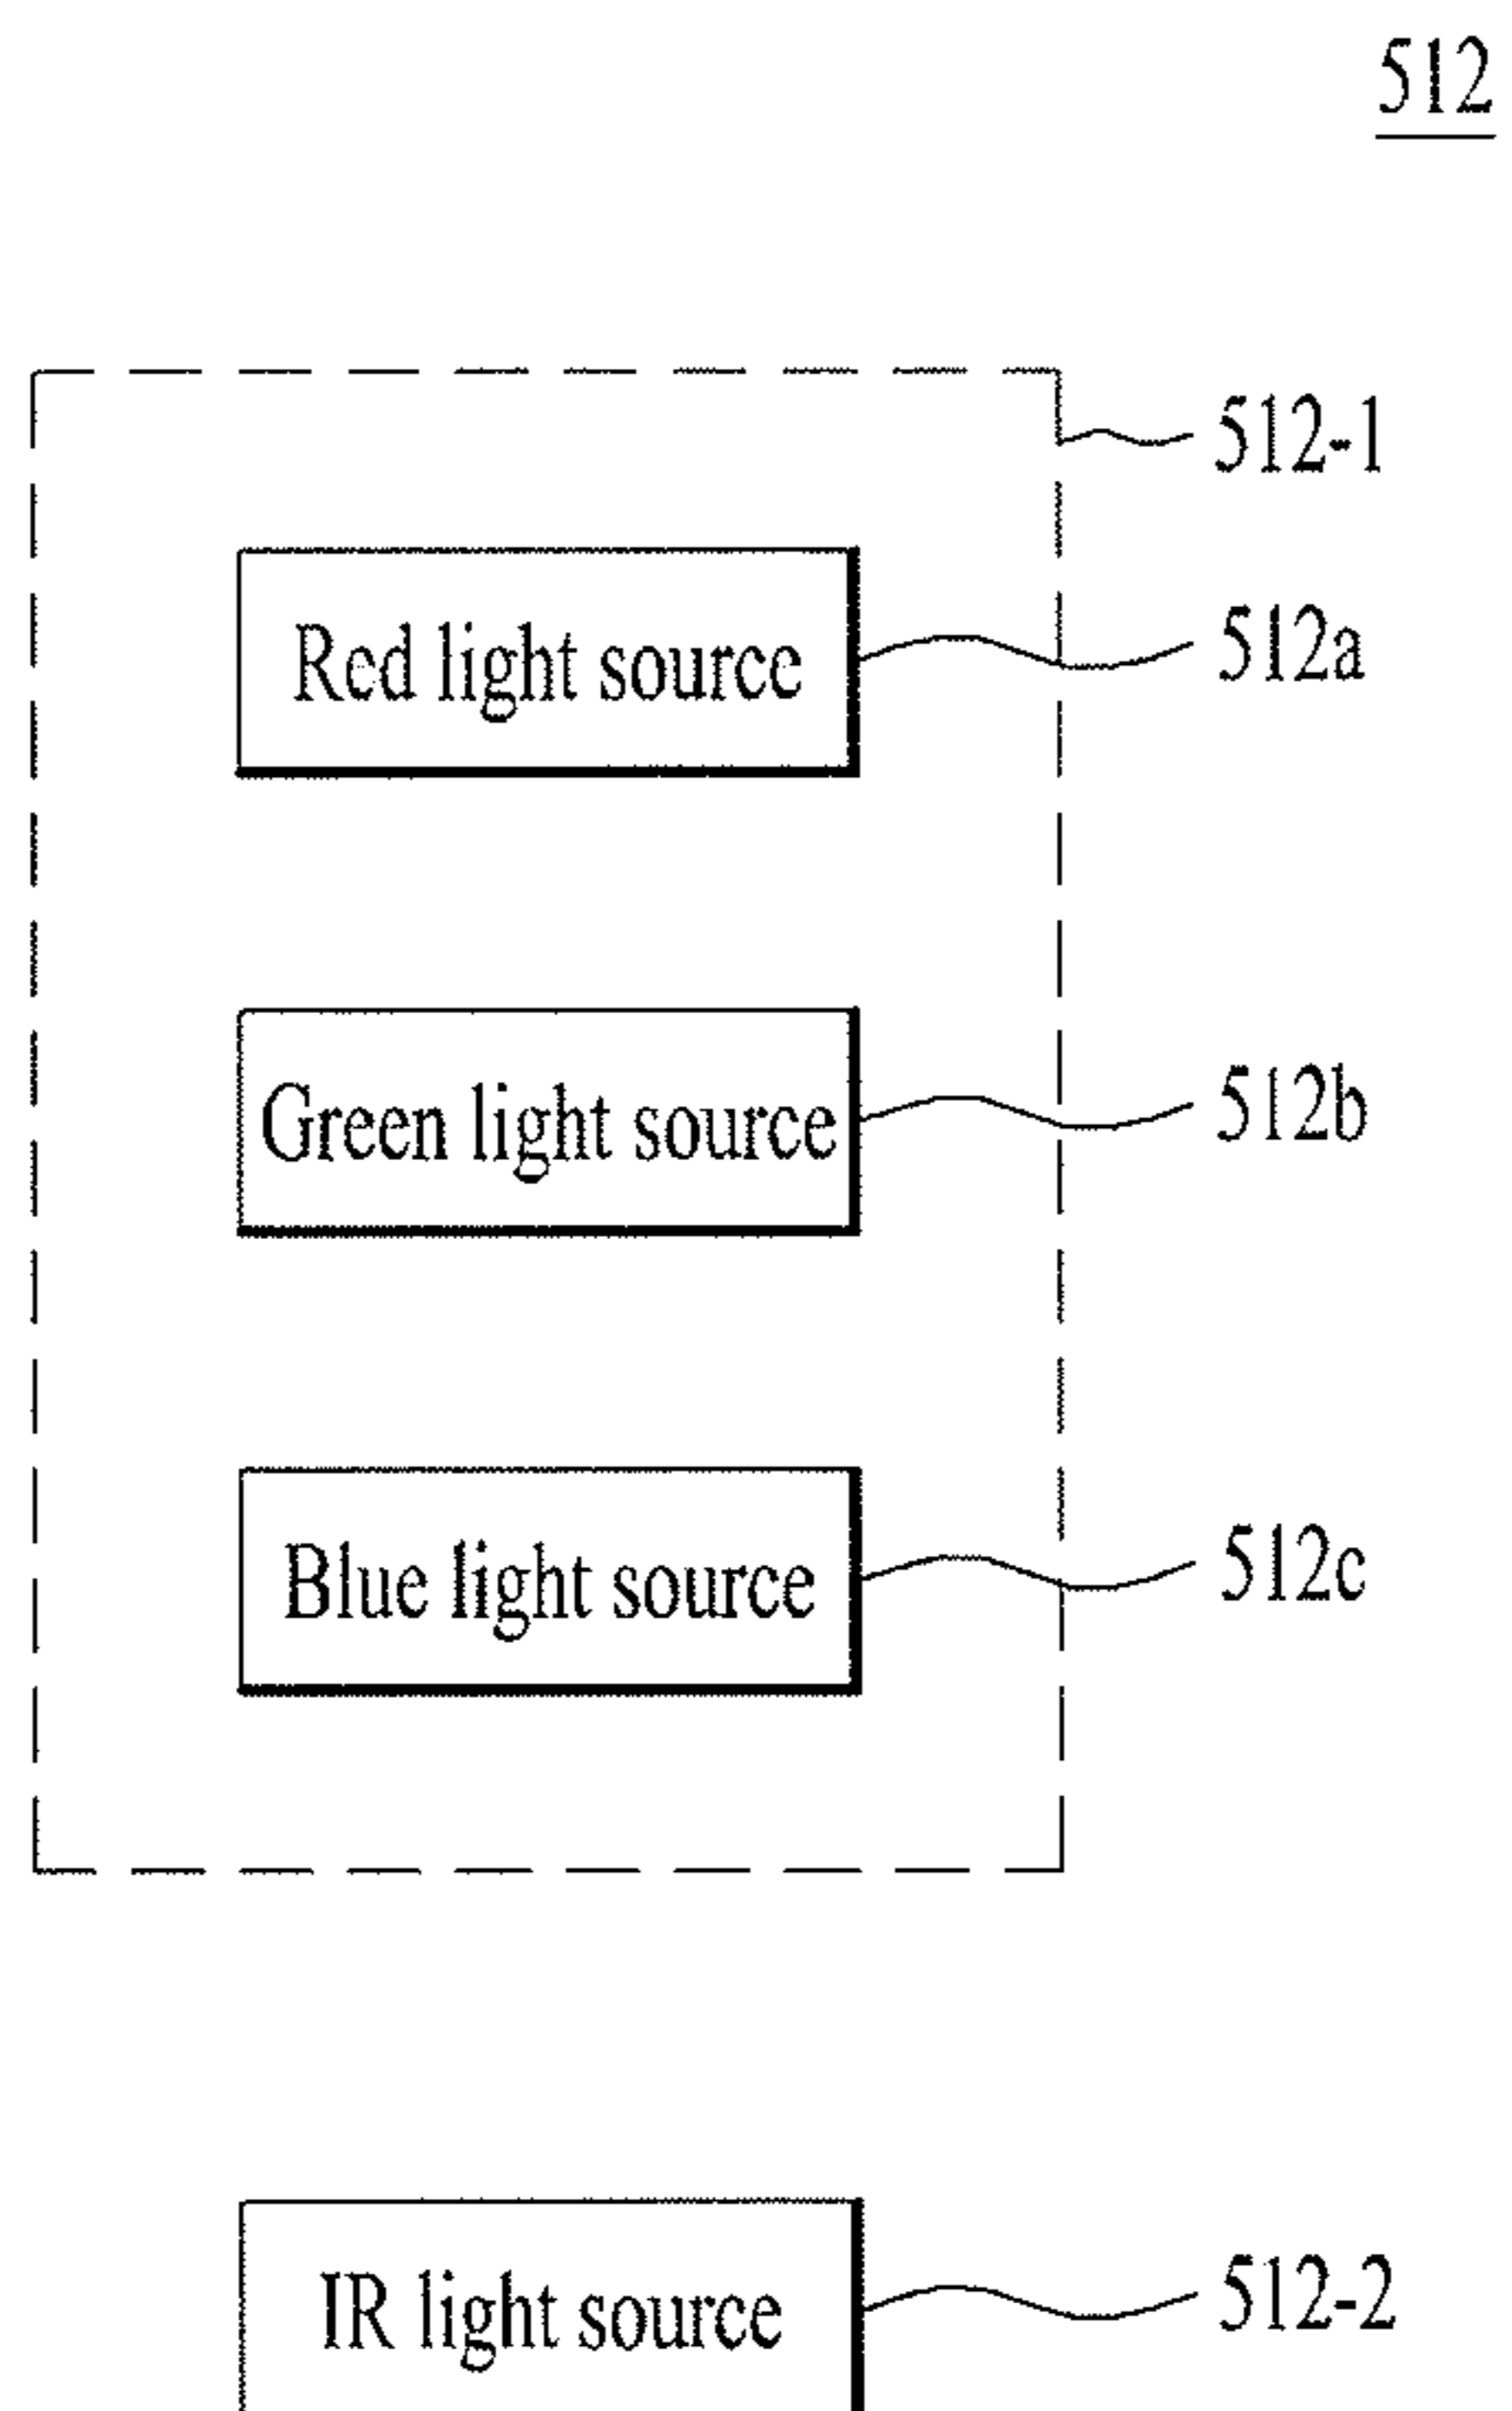 512
512-1
Red light source
512a
Green light source
512b
Blue light source
512c
IR light source
512-2